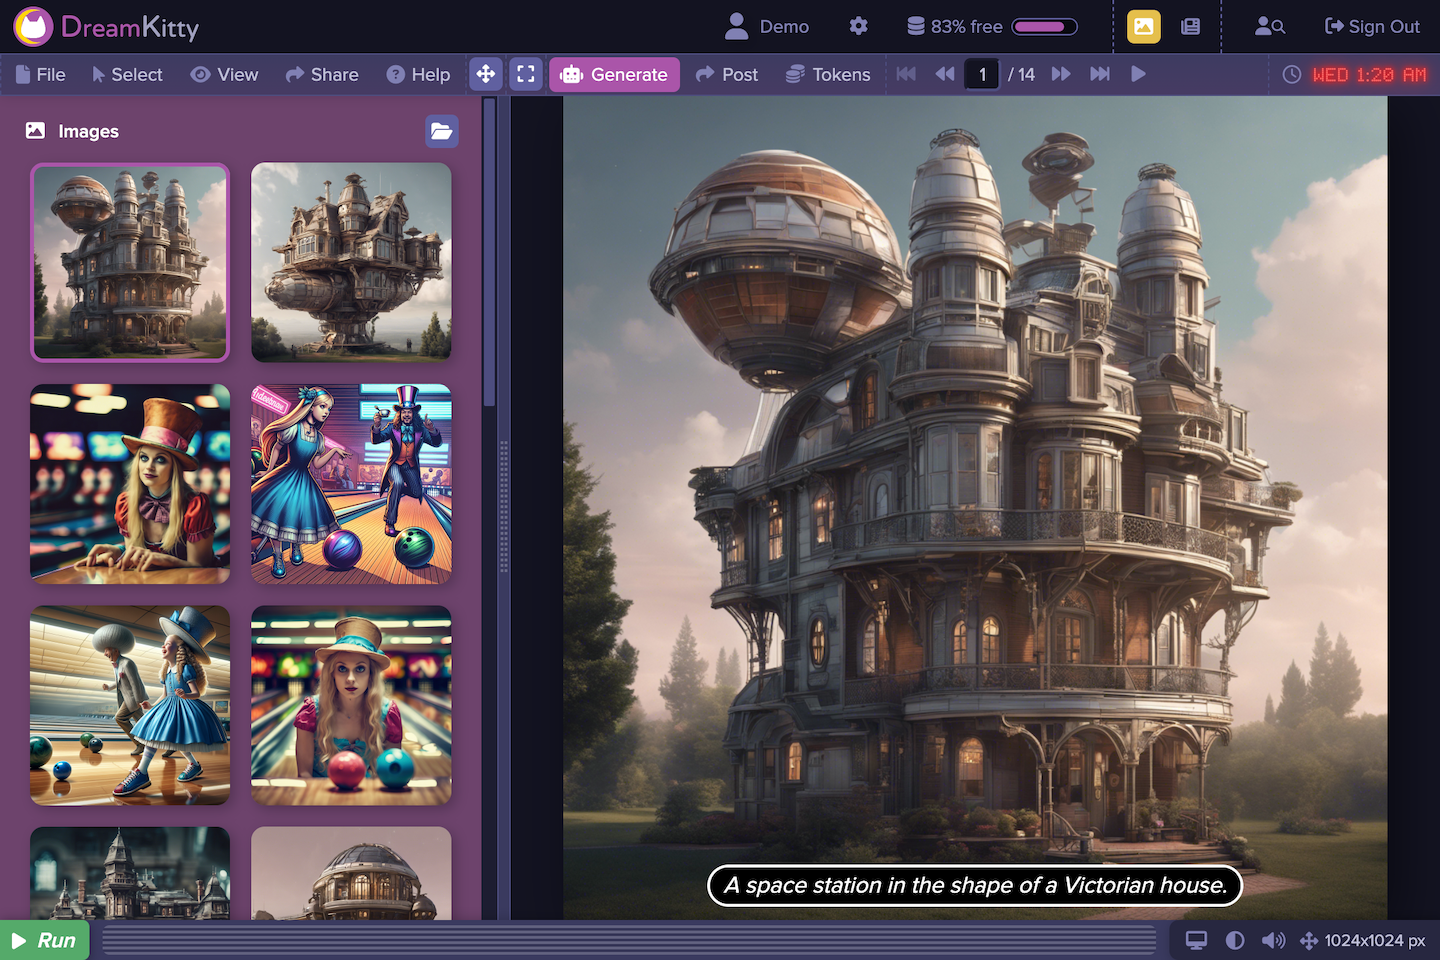 DreamKitty
Demo
83% free
Sign Out
File
Select
View
Share
Help
Generate
Post
Tokens
1 / 14
WED 1:20 AM
Images
A space station in the shape of a Victorian house.
Run
1024x1024 px